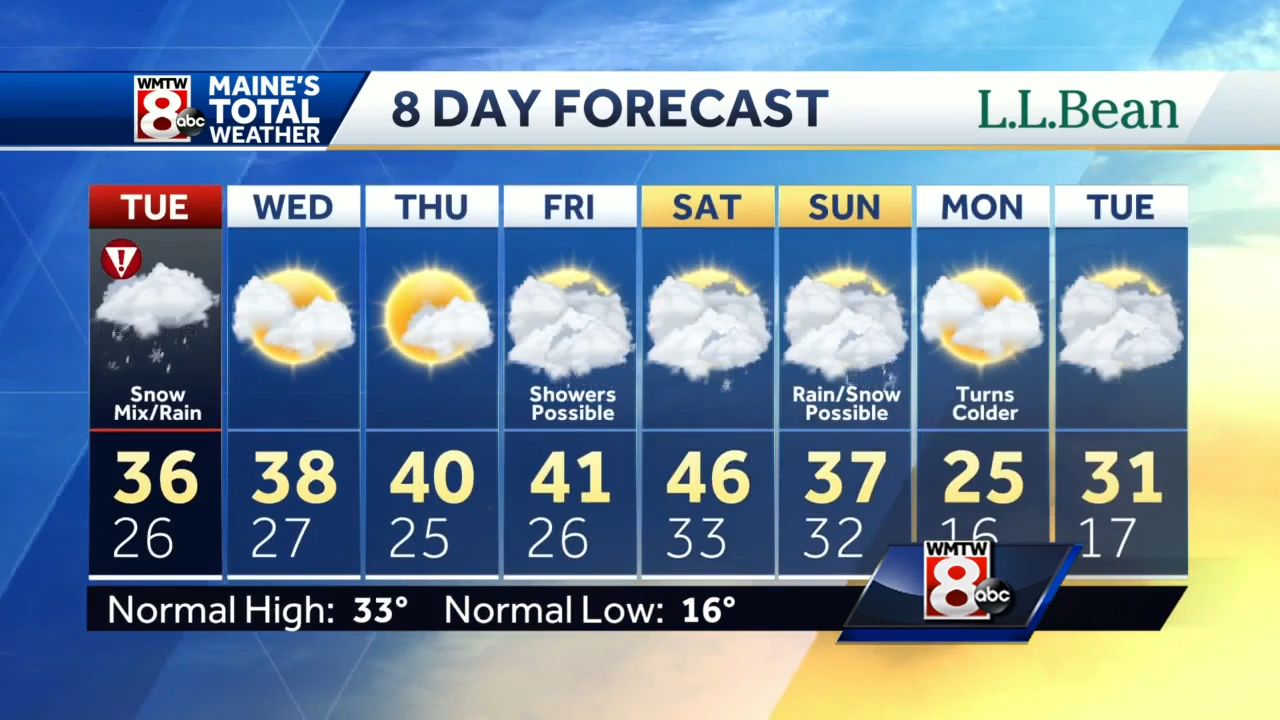 WMTW
8
abc
MAINE'S
TOTAL
WEATHER
8 DAY FORECAST
L.L.Bean
TUE WED THU FRI SAT SUN MON TUE
!
Snow
Mix/Rain
Showers
Possible
Rain/Snow
Possible
Turns
Colder
36 38 40 41 46 37 25 31
26 27 25 26 33 32 16 17
Normal High: 33° Normal Low: 16°
WMTW
8
abc